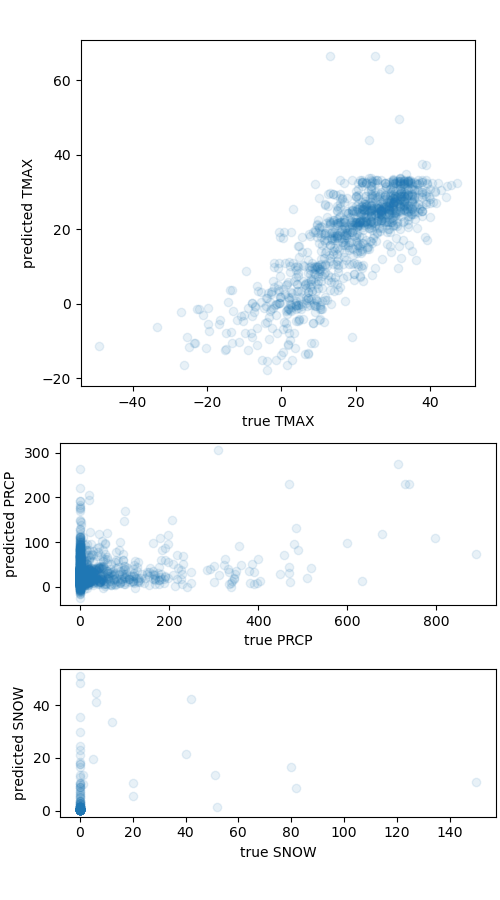 60
40
20
0
−20
predicted TMAX
−40 −20 0 20 40
true TMAX
300
200
100
0
predicted PRCP
0 200 400 600 800
true PRCP
40
20
0
predicted SNOW
0 20 40 60 80 100 120 140
true SNOW